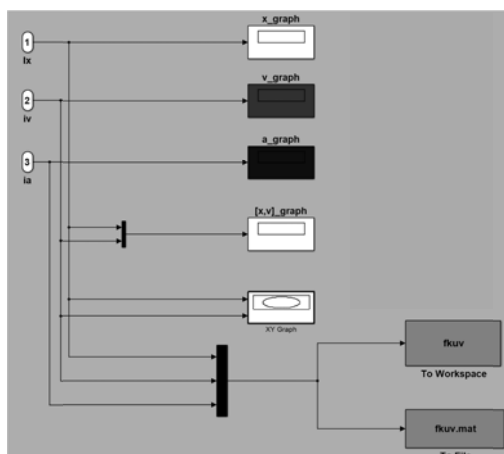 x_graph
1
Ix
v_graph
2
iv
a_graph
3
ia
[x,v]_graph
XY Graph
fkuv
To Workspace
fkuv.mat